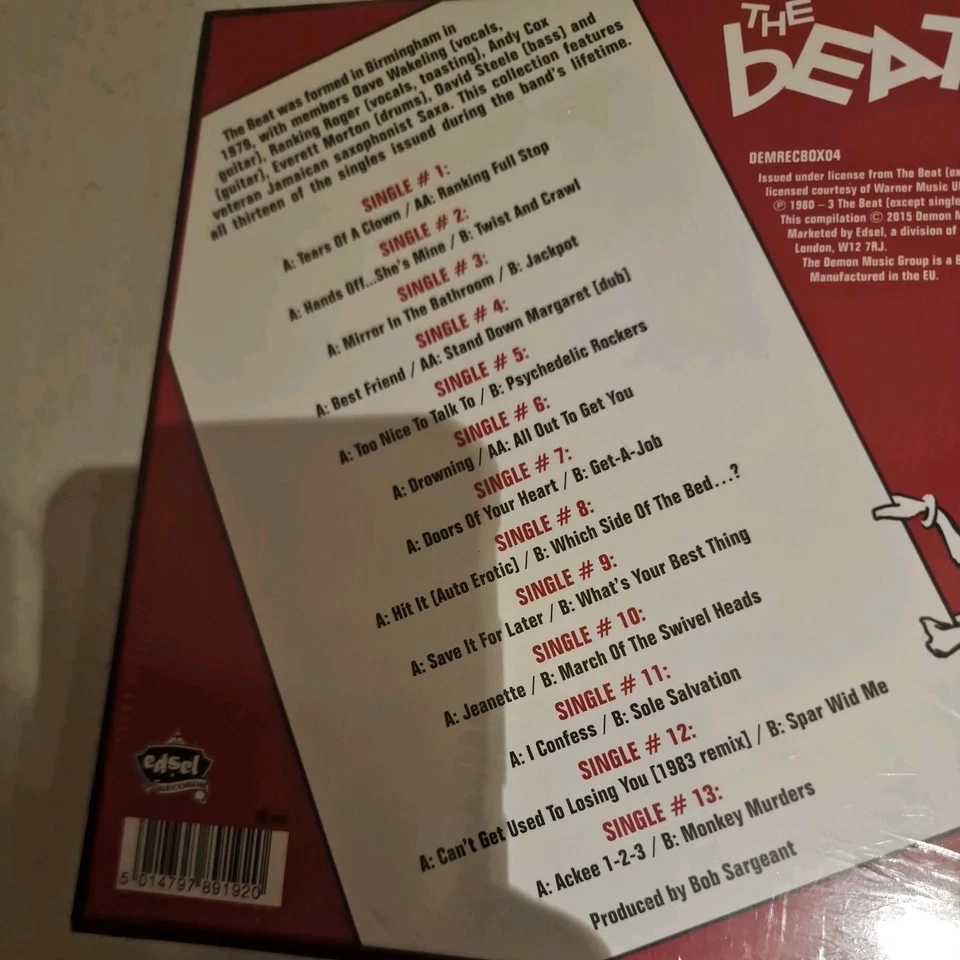 The Beat was formed in Birmingham in
1979, with members Dave Wakeling [vocals,
guitar], Ranking Roger [vocals, toasting], Andy Cox
[guitar], Everett Morton [drums], David Steele [bass] and
veteran Jamaican saxophonist Saxa. This collection features
all thirteen of the singles issued during the band's lifetime.
SINGLE # 1:
A: Tears Of A Clown / AA: Ranking Full Stop
SINGLE # 2:
A: Hands Off...She's Mine / B: Twist And Crawl
SINGLE # 3:
A: Mirror In The Bathroom / B: Jackpot
SINGLE # 4:
A: Best Friend / AA: Stand Down Margaret [dub]
SINGLE # 5:
A: Too Nice To Talk To / B: Psychedelic Rockers
SINGLE # 6:
A: Drowning / AA: All Out To Get You
SINGLE # 7:
A: Doors Of Your Heart / B: Get-A-Job
SINGLE # 8:
A: Hit It [Auto Erotic] / B: Which Side Of The Bed...?
SINGLE # 9:
A: Save It For Later / B: What's Your Best Thing
SINGLE # 10:
A: Jeanette / B: March Of The Swivel Heads
SINGLE # 11:
A: I Confess / B: Sole Salvation
SINGLE # 12:
A: Can't Get Used To Losing You [1983 remix] / B: Spar Wid Me
SINGLE # 13:
A: Ackee 1-2-3 / B: Monkey Murders
Produced by Bob Sargeant
THE
bEAT
DEMRECBOX04
Issued under license from The Beat [ex
licensed courtesy of Warner Music U
℗ 1980 – 3 The Beat [except single
This compilation © 2015 Demon M
Marketed by Edsel, a division of
London, W12 7RJ.
The Demon Music Group is a B
Manufactured in the EU.
edsel
RECORDS
5 014797 891920